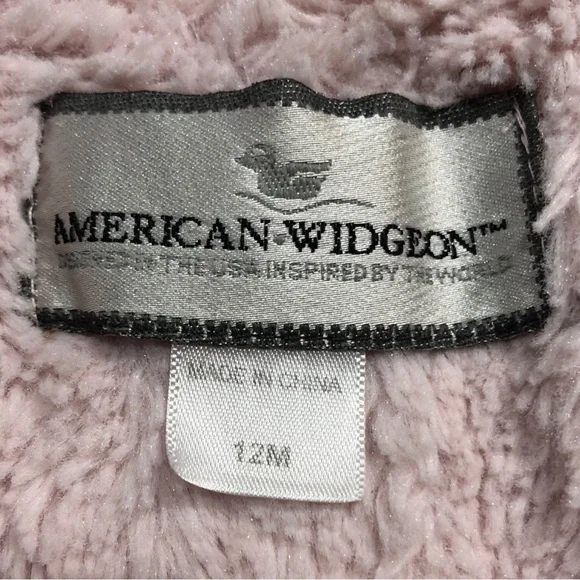 AMERICAN·WIDGEON™
DESIGNED IN THE USA INSPIRED BY THE WORLD
MADE IN CHINA
12M